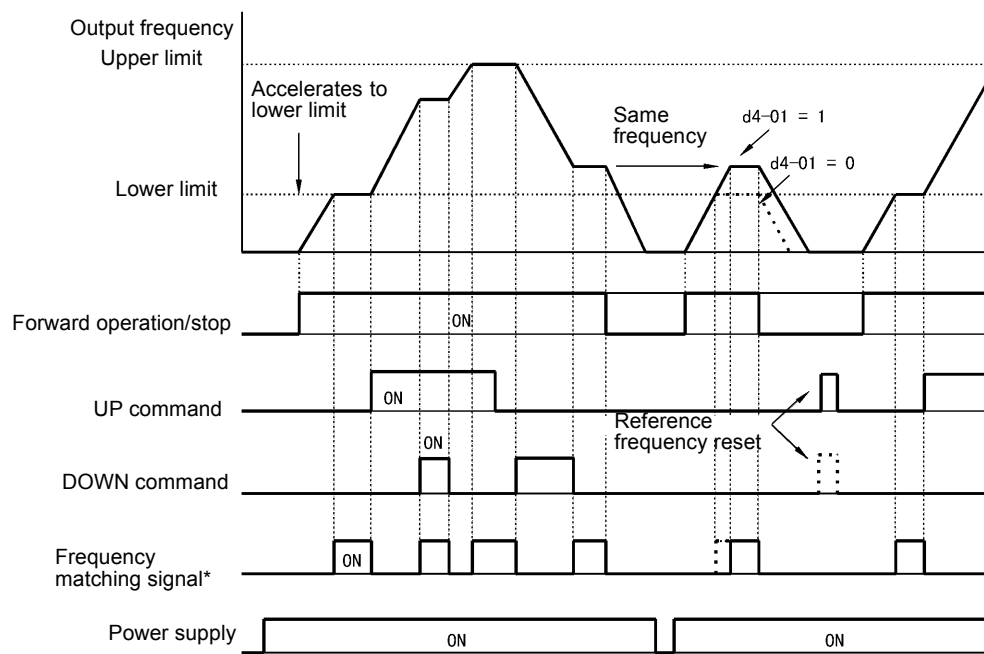 Output frequency
Upper limit
Accelerates to
lower limit
Same
frequency
d4-01 = 1
d4-01 = 0
Lower limit
Forward operation/stop
ON
UP command
ON
Reference
frequency reset
ON
DOWN command
Frequency
matching signal*
ON
Power supply
ON
ON